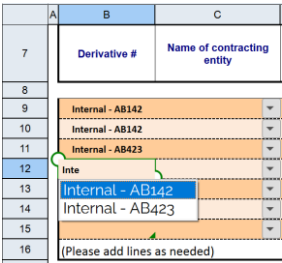 A B C
7 Derivative # Name of contracting
entity
8
9 Internal - AB142
10 Internal - AB142
11 Internal - AB423
12 Inte
13 Internal - AB142
14 Internal - AB423
15
16 (Please add lines as needed)